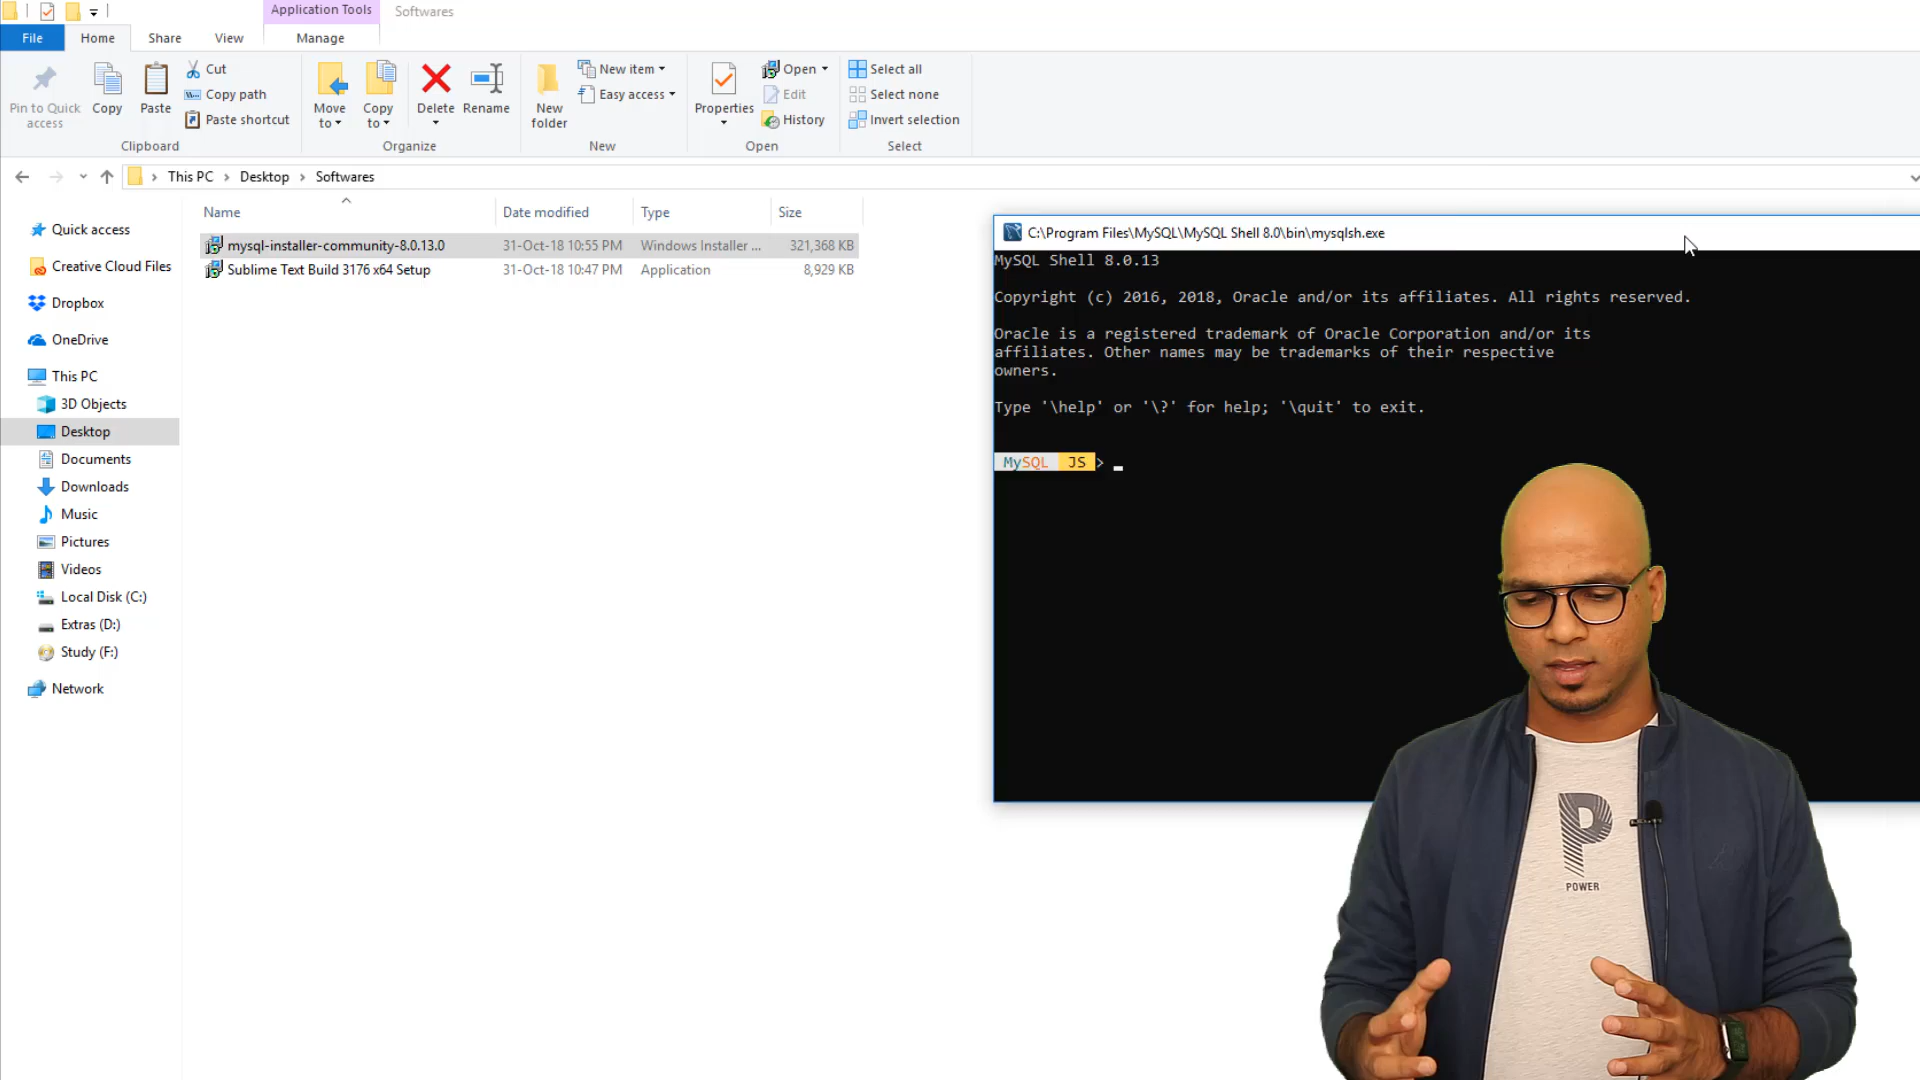 Application Tools
Softwares
File
Home
Share
View
Manage
Pin to Quick access
Copy
Paste
Cut
Copy path
Paste shortcut
Clipboard
Move to
Copy to
Delete
Rename
Organize
New folder
New item
Easy access
New
Properties
Open
Edit
History
Open
Select all
Select none
Invert selection
Select
This PC > Desktop > Softwares
Name
Date modified
Type
Size
mysql-installer-community-8.0.13.0 31-Oct-18 10:55 PM Windows Installer ... 321,368 KB
Sublime Text Build 3176 x64 Setup 31-Oct-18 10:47 PM Application 8,929 KB
Quick access
Creative Cloud Files
Dropbox
OneDrive
This PC
3D Objects
Desktop
Documents
Downloads
Music
Pictures
Videos
Local Disk (C:)
Extras (D:)
Study (F:)
Network
C:\Program Files\MySQL\MySQL Shell 8.0\bin\mysqlsh.exe
MySQL Shell 8.0.13
Copyright (c) 2016, 2018, Oracle and/or its affiliates. All rights reserved.
Oracle is a registered trademark of Oracle Corporation and/or its
affiliates. Other names may be trademarks of their respective
owners.
Type '\help' or '\?' for help; '\quit' to exit.
MySQL JS >
P
POWER